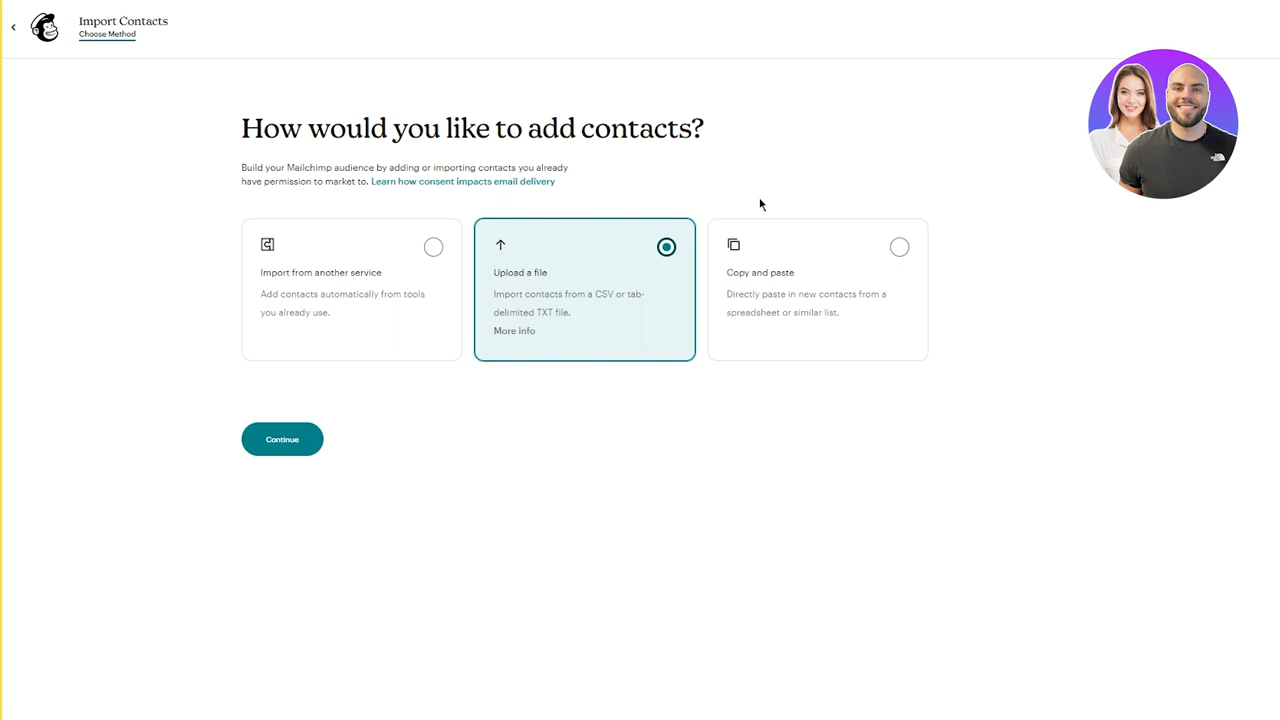 Import Contacts
Choose Method
How would you like to add contacts?
Build your Mailchimp audience by adding or importing contacts you already
have permission to market to. Learn how consent impacts email delivery
Import from another service
Add contacts automatically from tools
you already use.
Upload a file
Import contacts from a CSV or tab-
delimited TXT file.
More info
Copy and paste
Directly paste in new contacts from a
spreadsheet or similar list.
Continue